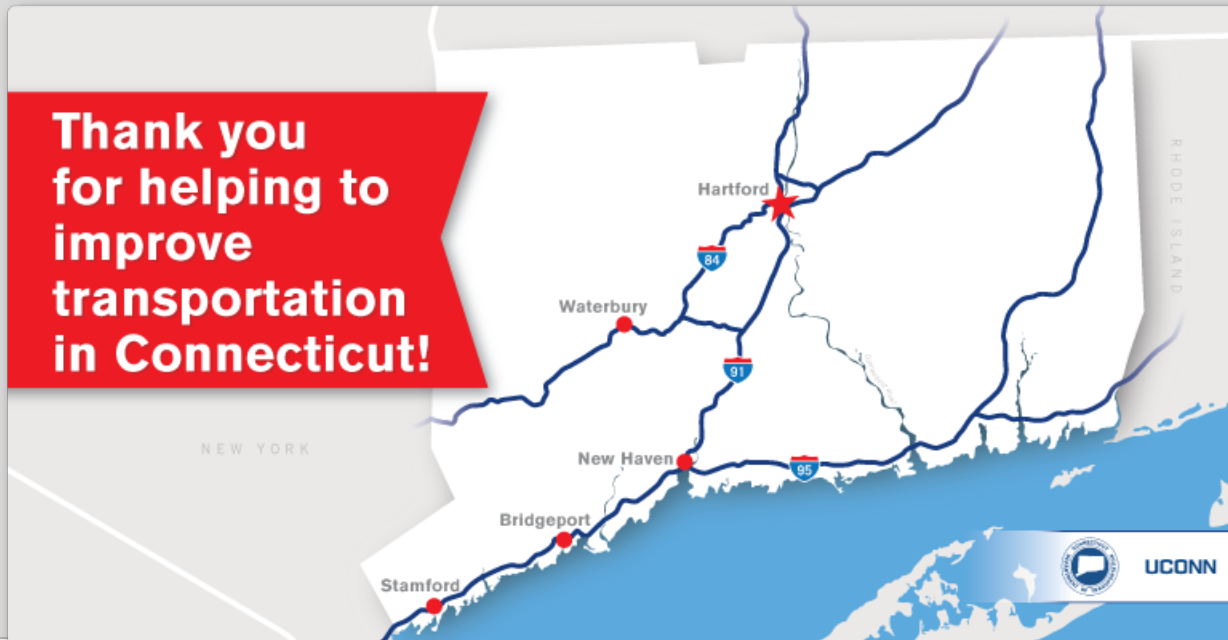 Thank you
for helping to
improve
transportation
in Connecticut!
Hartford
84
Waterbury
91
New Haven
95
Bridgeport
Stamford
NEW YORK
RHODE ISLAND
UCONN